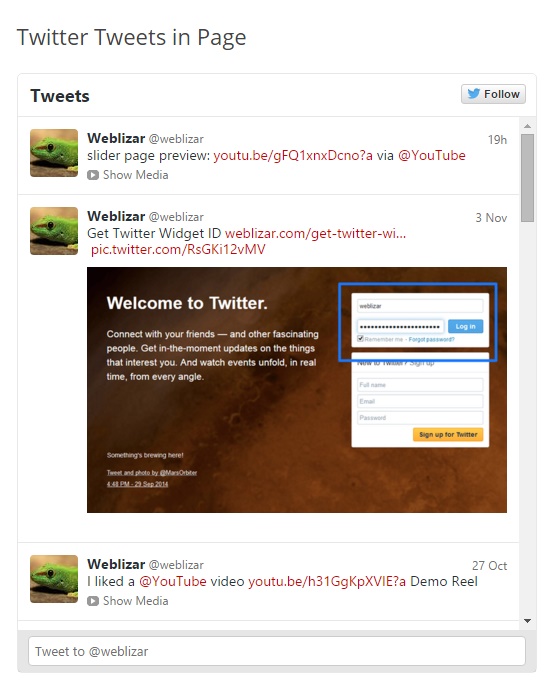 Twitter Tweets in Page
Tweets
Follow
Weblizar @weblizar 19h
slider page preview: youtu.be/gFQ1xnxDcno?a via @YouTube
Show Media
Weblizar @weblizar 3 Nov
Get Twitter Widget ID weblizar.com/get-twitter-wi…
pic.twitter.com/RsGKi12vMV
Welcome to Twitter.
Connect with your friends — and other fascinating
people. Get in-the-moment updates on the things
that interest you. And watch events unfold, in real
time, from every angle.
weblizar
Log in
Remember me · Forgot password?
New to Twitter? Sign up
Full name
Email
Password
Sign up for Twitter
Something's brewing here!
Tweet and photo by @MarsOrbiter
4:48 PM - 29 Sep 2014
Weblizar @weblizar 27 Oct
I liked a @YouTube video youtu.be/h31GgKpXVlE?a Demo Reel
Show Media
Tweet to @weblizar